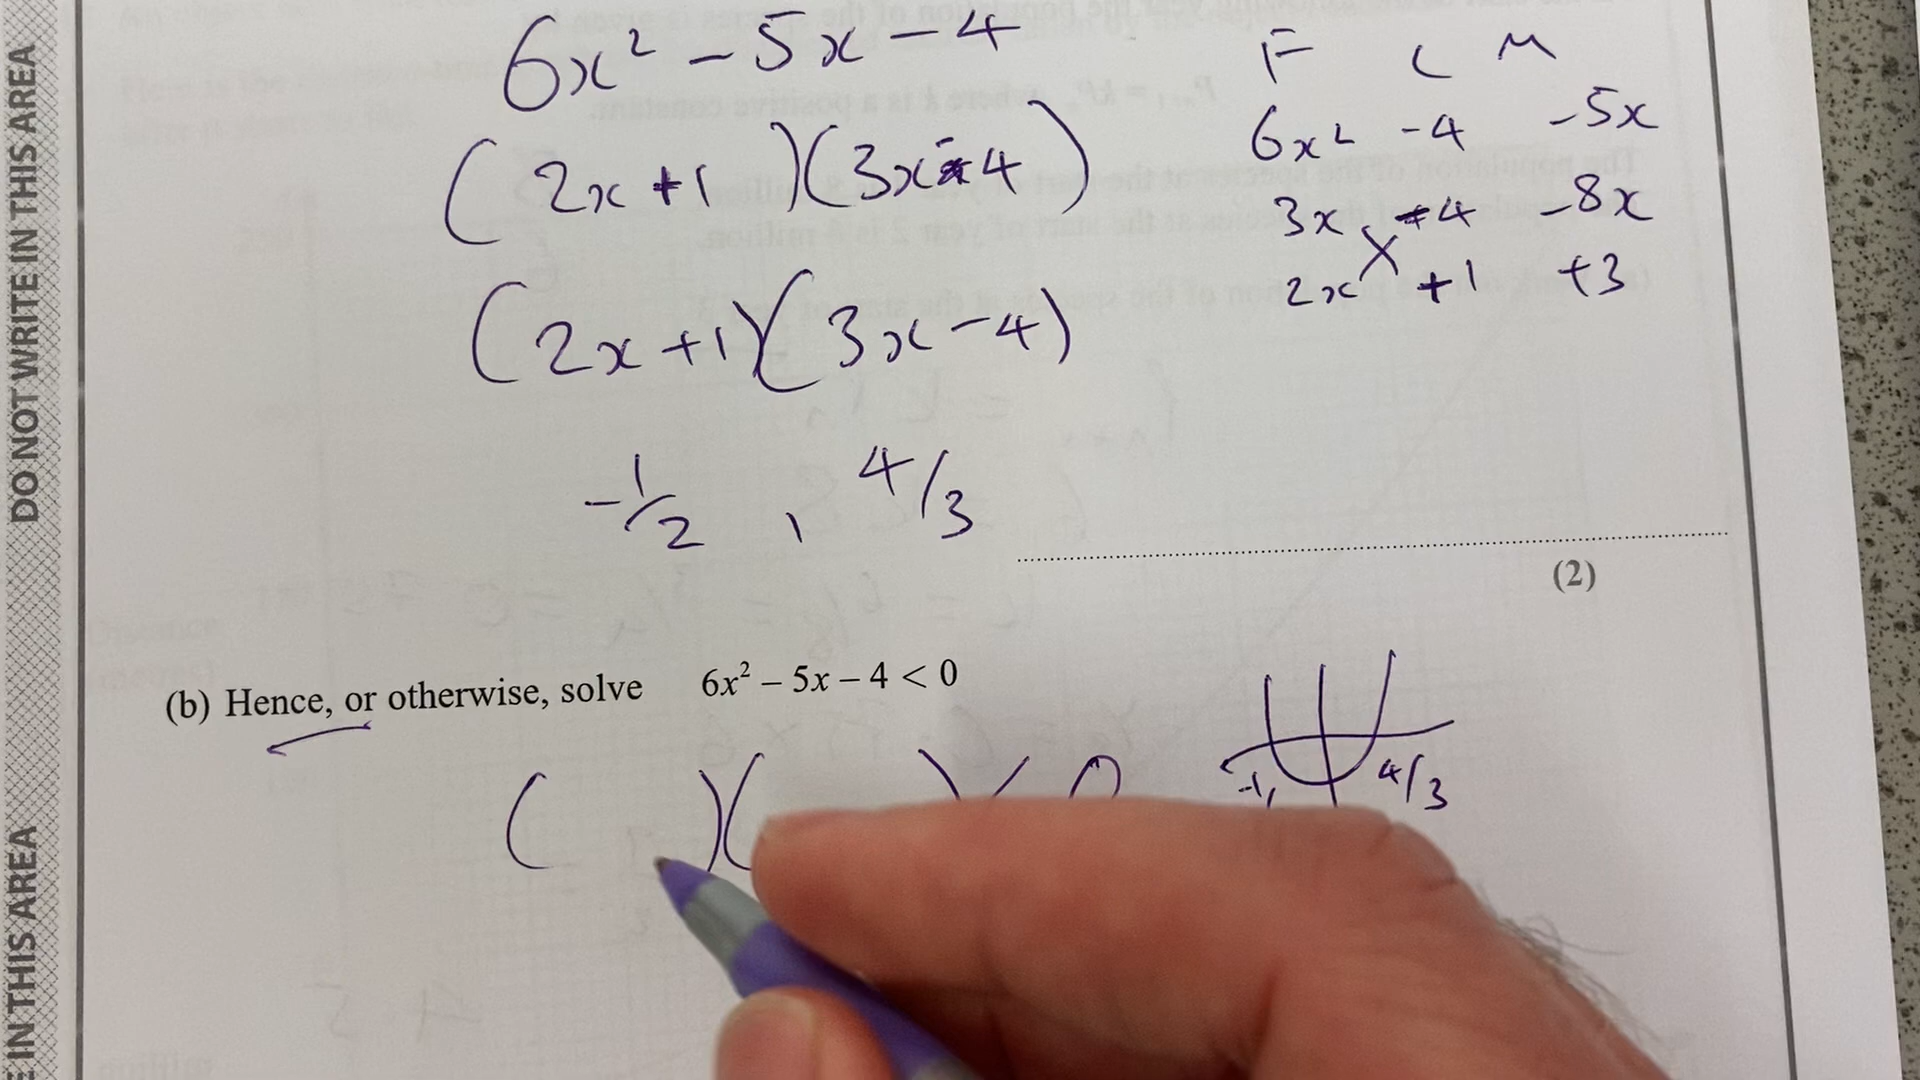 6x² - 5x - 4
F C M
(2x + 1)(3x - 4)
6x² -4 -5x
3x -4 -8x
2x +1 +3
(2x + 1)(3x - 4)
-1/2 , 4/3
(2)
(b) Hence, or otherwise, solve 6x² – 5x – 4 < 0
( )( ) < 0
4/3
DO NOT WRITE IN THIS AREA
E IN THIS AREA